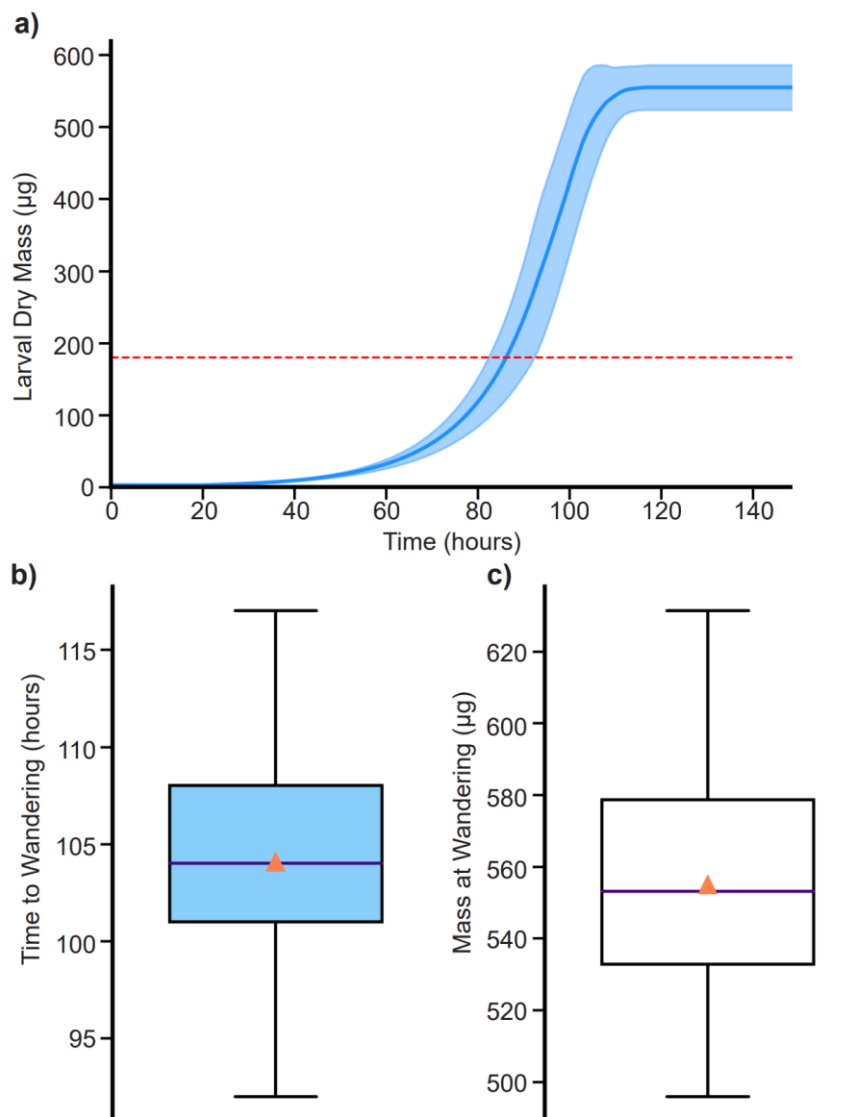 a)
Larval Dry Mass (µg)
600
500
400
300
200
100
0
0 20 40 60 80 100 120 140
Time (hours)
b)
Time to Wandering (hours)
115
110
105
100
95
c)
Mass at Wandering (µg)
620
600
580
560
540
520
500